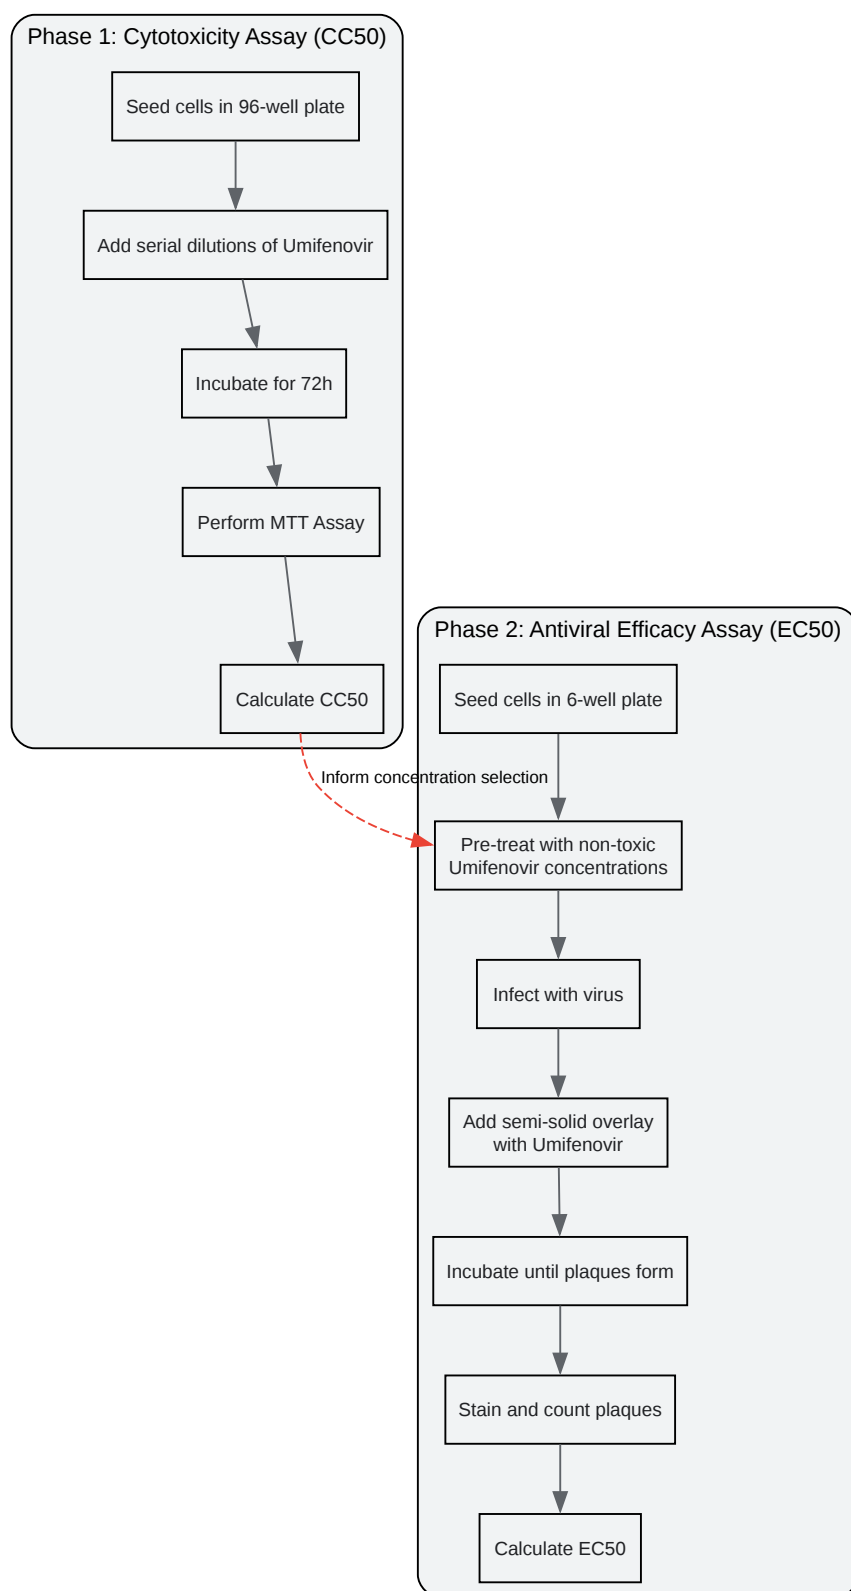 Phase 1: Cytotoxicity Assay (CC50)
Seed cells in 96-well plate
Add serial dilutions of Umifenovir
Incubate for 72h
Perform MTT Assay
Calculate CC50
Inform concentration selection
Phase 2: Antiviral Efficacy Assay (EC50)
Seed cells in 6-well plate
Pre-treat with non-toxic
Umifenovir concentrations
Infect with virus
Add semi-solid overlay
with Umifenovir
Incubate until plaques form
Stain and count plaques
Calculate EC50